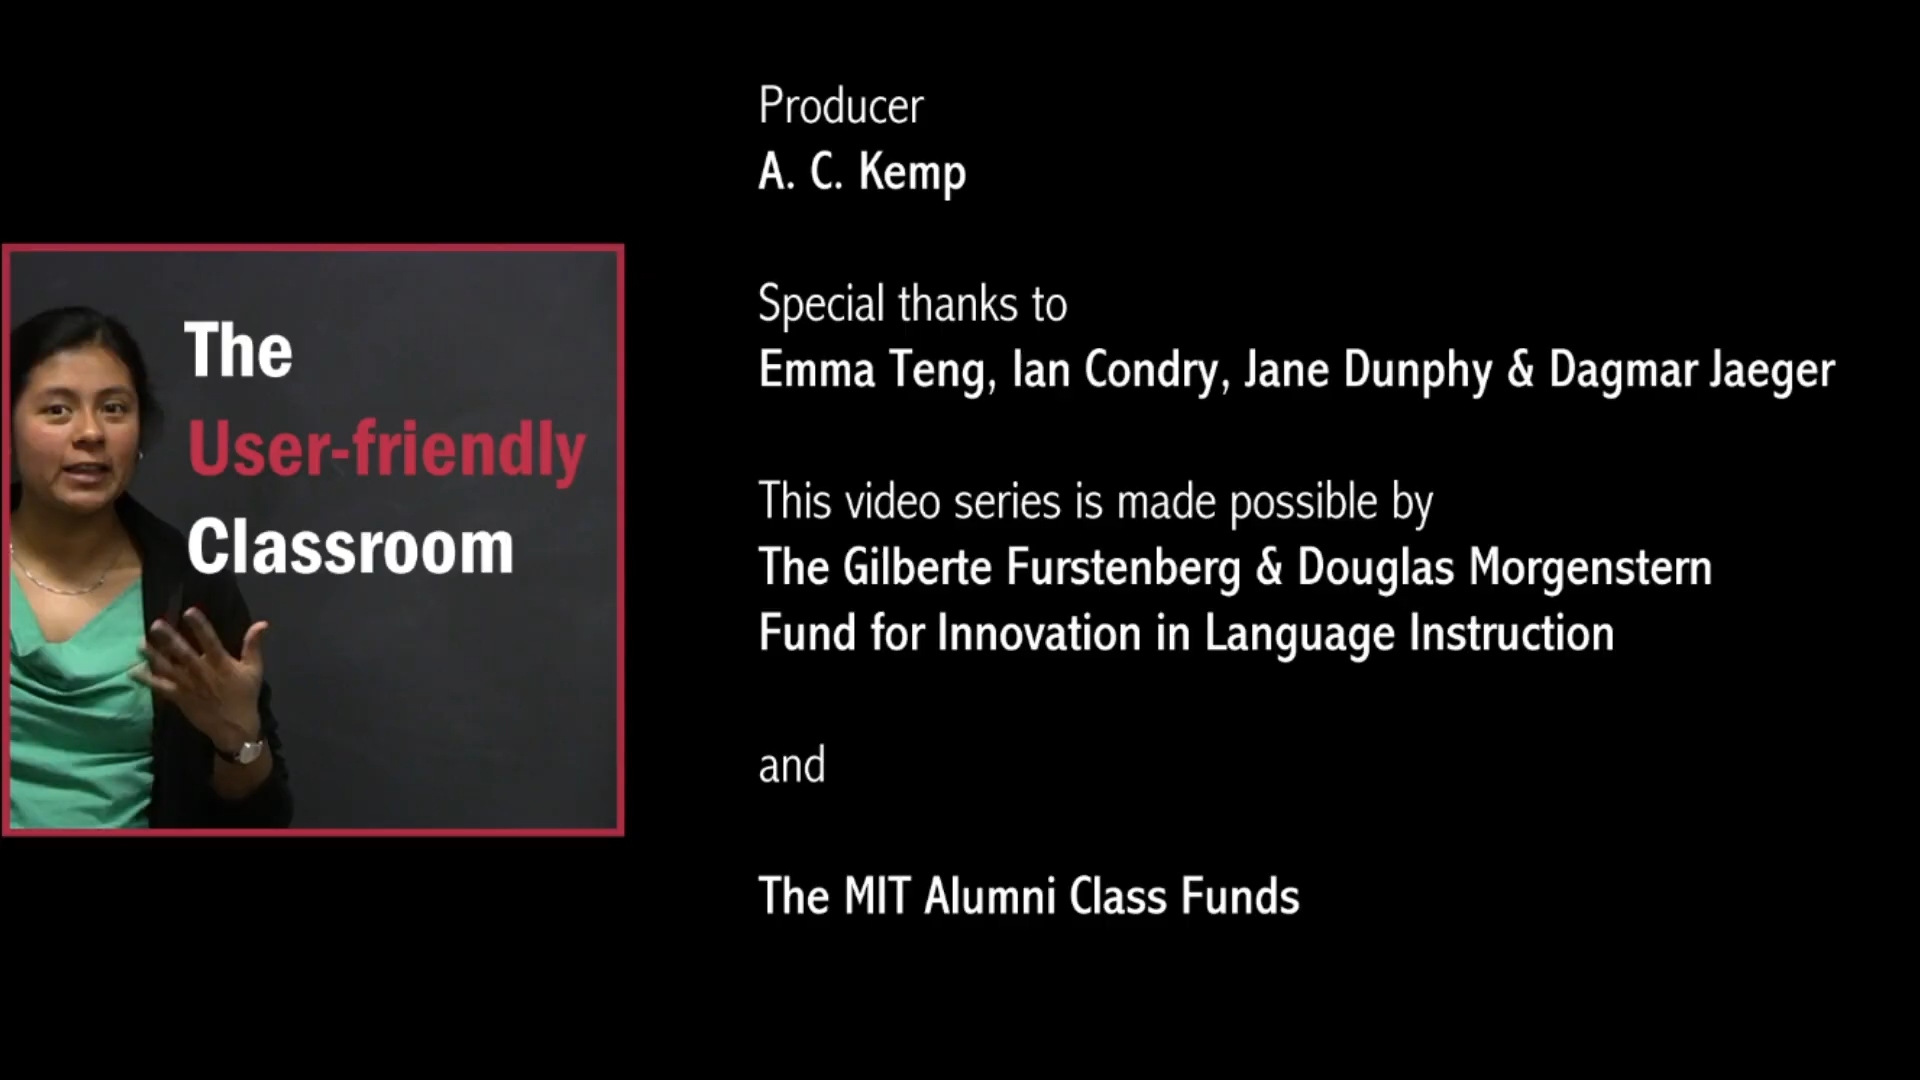 The
User-friendly
Classroom
Producer
A. C. Kemp
Special thanks to
Emma Teng, Ian Condry, Jane Dunphy & Dagmar Jaeger
This video series is made possible by
The Gilberte Furstenberg & Douglas Morgenstern
Fund for Innovation in Language Instruction
and
The MIT Alumni Class Funds